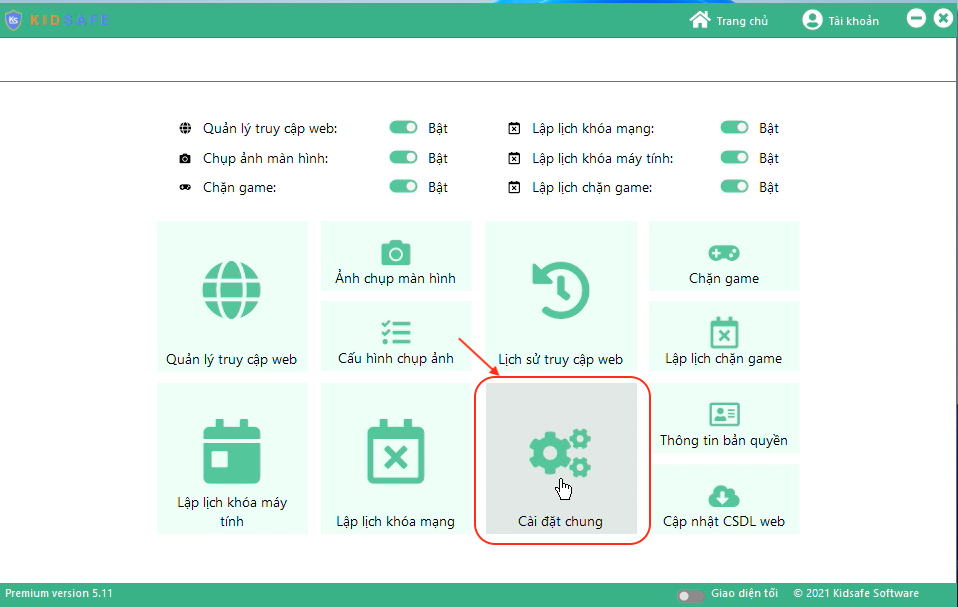 Ks KIDSAFE
Trang chủ
Tài khoản
Quản lý truy cập web:
Bật
Lập lịch khóa mạng:
Bật
Chụp ảnh màn hình:
Bật
Lập lịch khóa máy tính:
Bật
Chặn game:
Bật
Lập lịch chặn game:
Bật
Quản lý truy cập web
Ảnh chụp màn hình
Cấu hình chụp ảnh
Lịch sử truy cập web
Chặn game
Lập lịch chặn game
Lập lịch khóa máy
tính
Lập lịch khóa mạng
Cài đặt chung
Thông tin bản quyền
Cập nhật CSDL web
Premium version 5.11
Giao diện tối
© 2021 Kidsafe Software